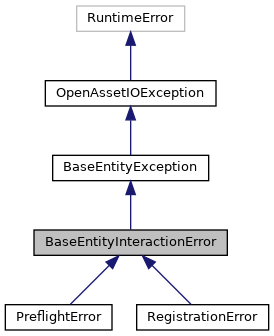 RuntimeError
OpenAssetIOException
BaseEntityException
BaseEntityInteractionError
PreflightError
RegistrationError